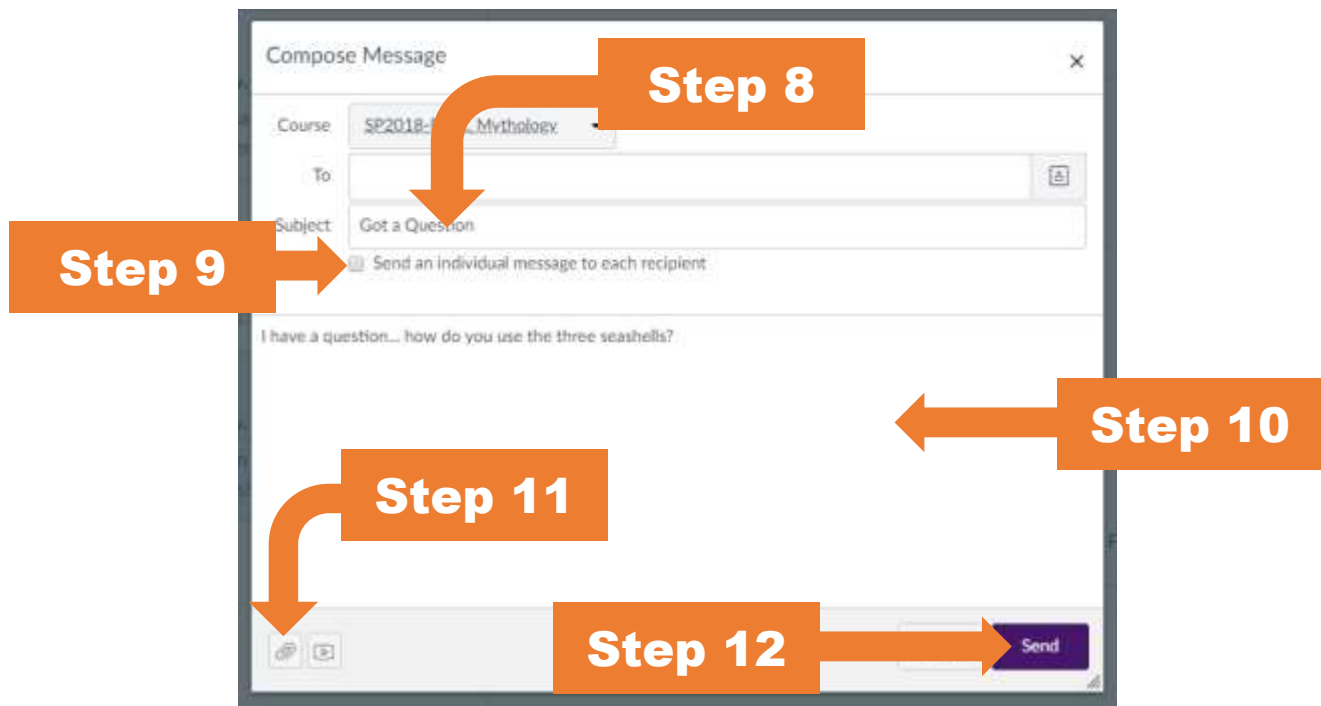 Compose Message
Step 8
Course SP2018- Mythology
To
Subject Got a Question
Step 9
Send an individual message to each recipient
I have a question... how do you use the three seashells?
Step 10
Step 11
Step 12
Send